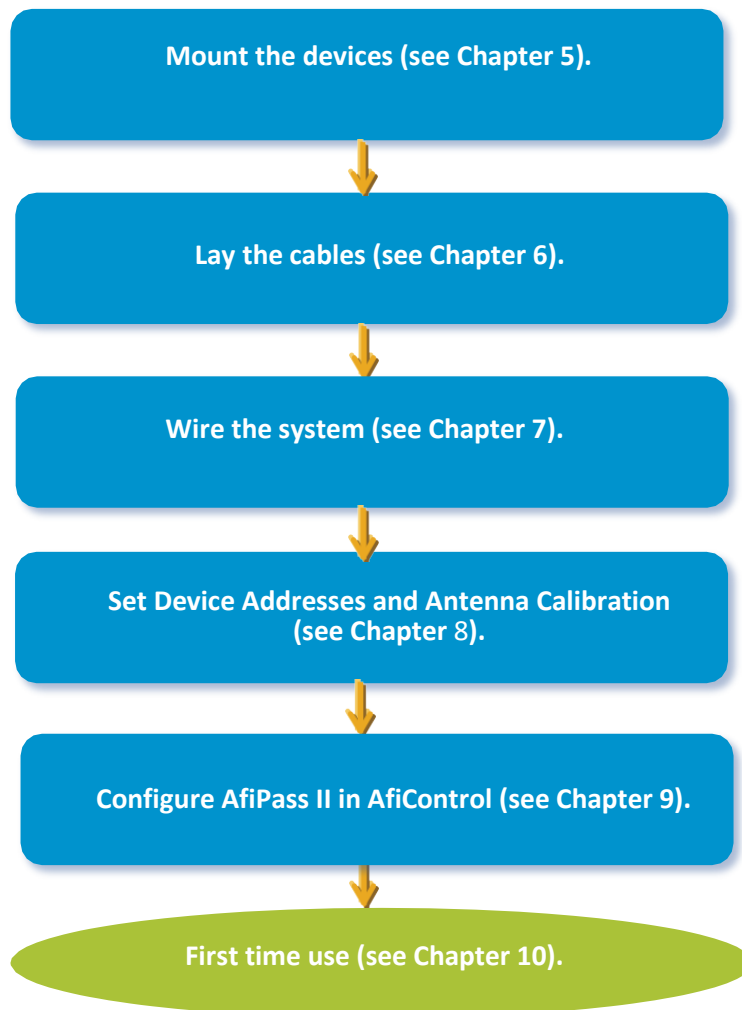 Mount the devices (see Chapter 5).
Lay the cables (see Chapter 6).
Wire the system (see Chapter 7).
Set Device Addresses and Antenna Calibration
(see Chapter 8).
Configure AfiPass II in AfiControl (see Chapter 9).
First time use (see Chapter 10).